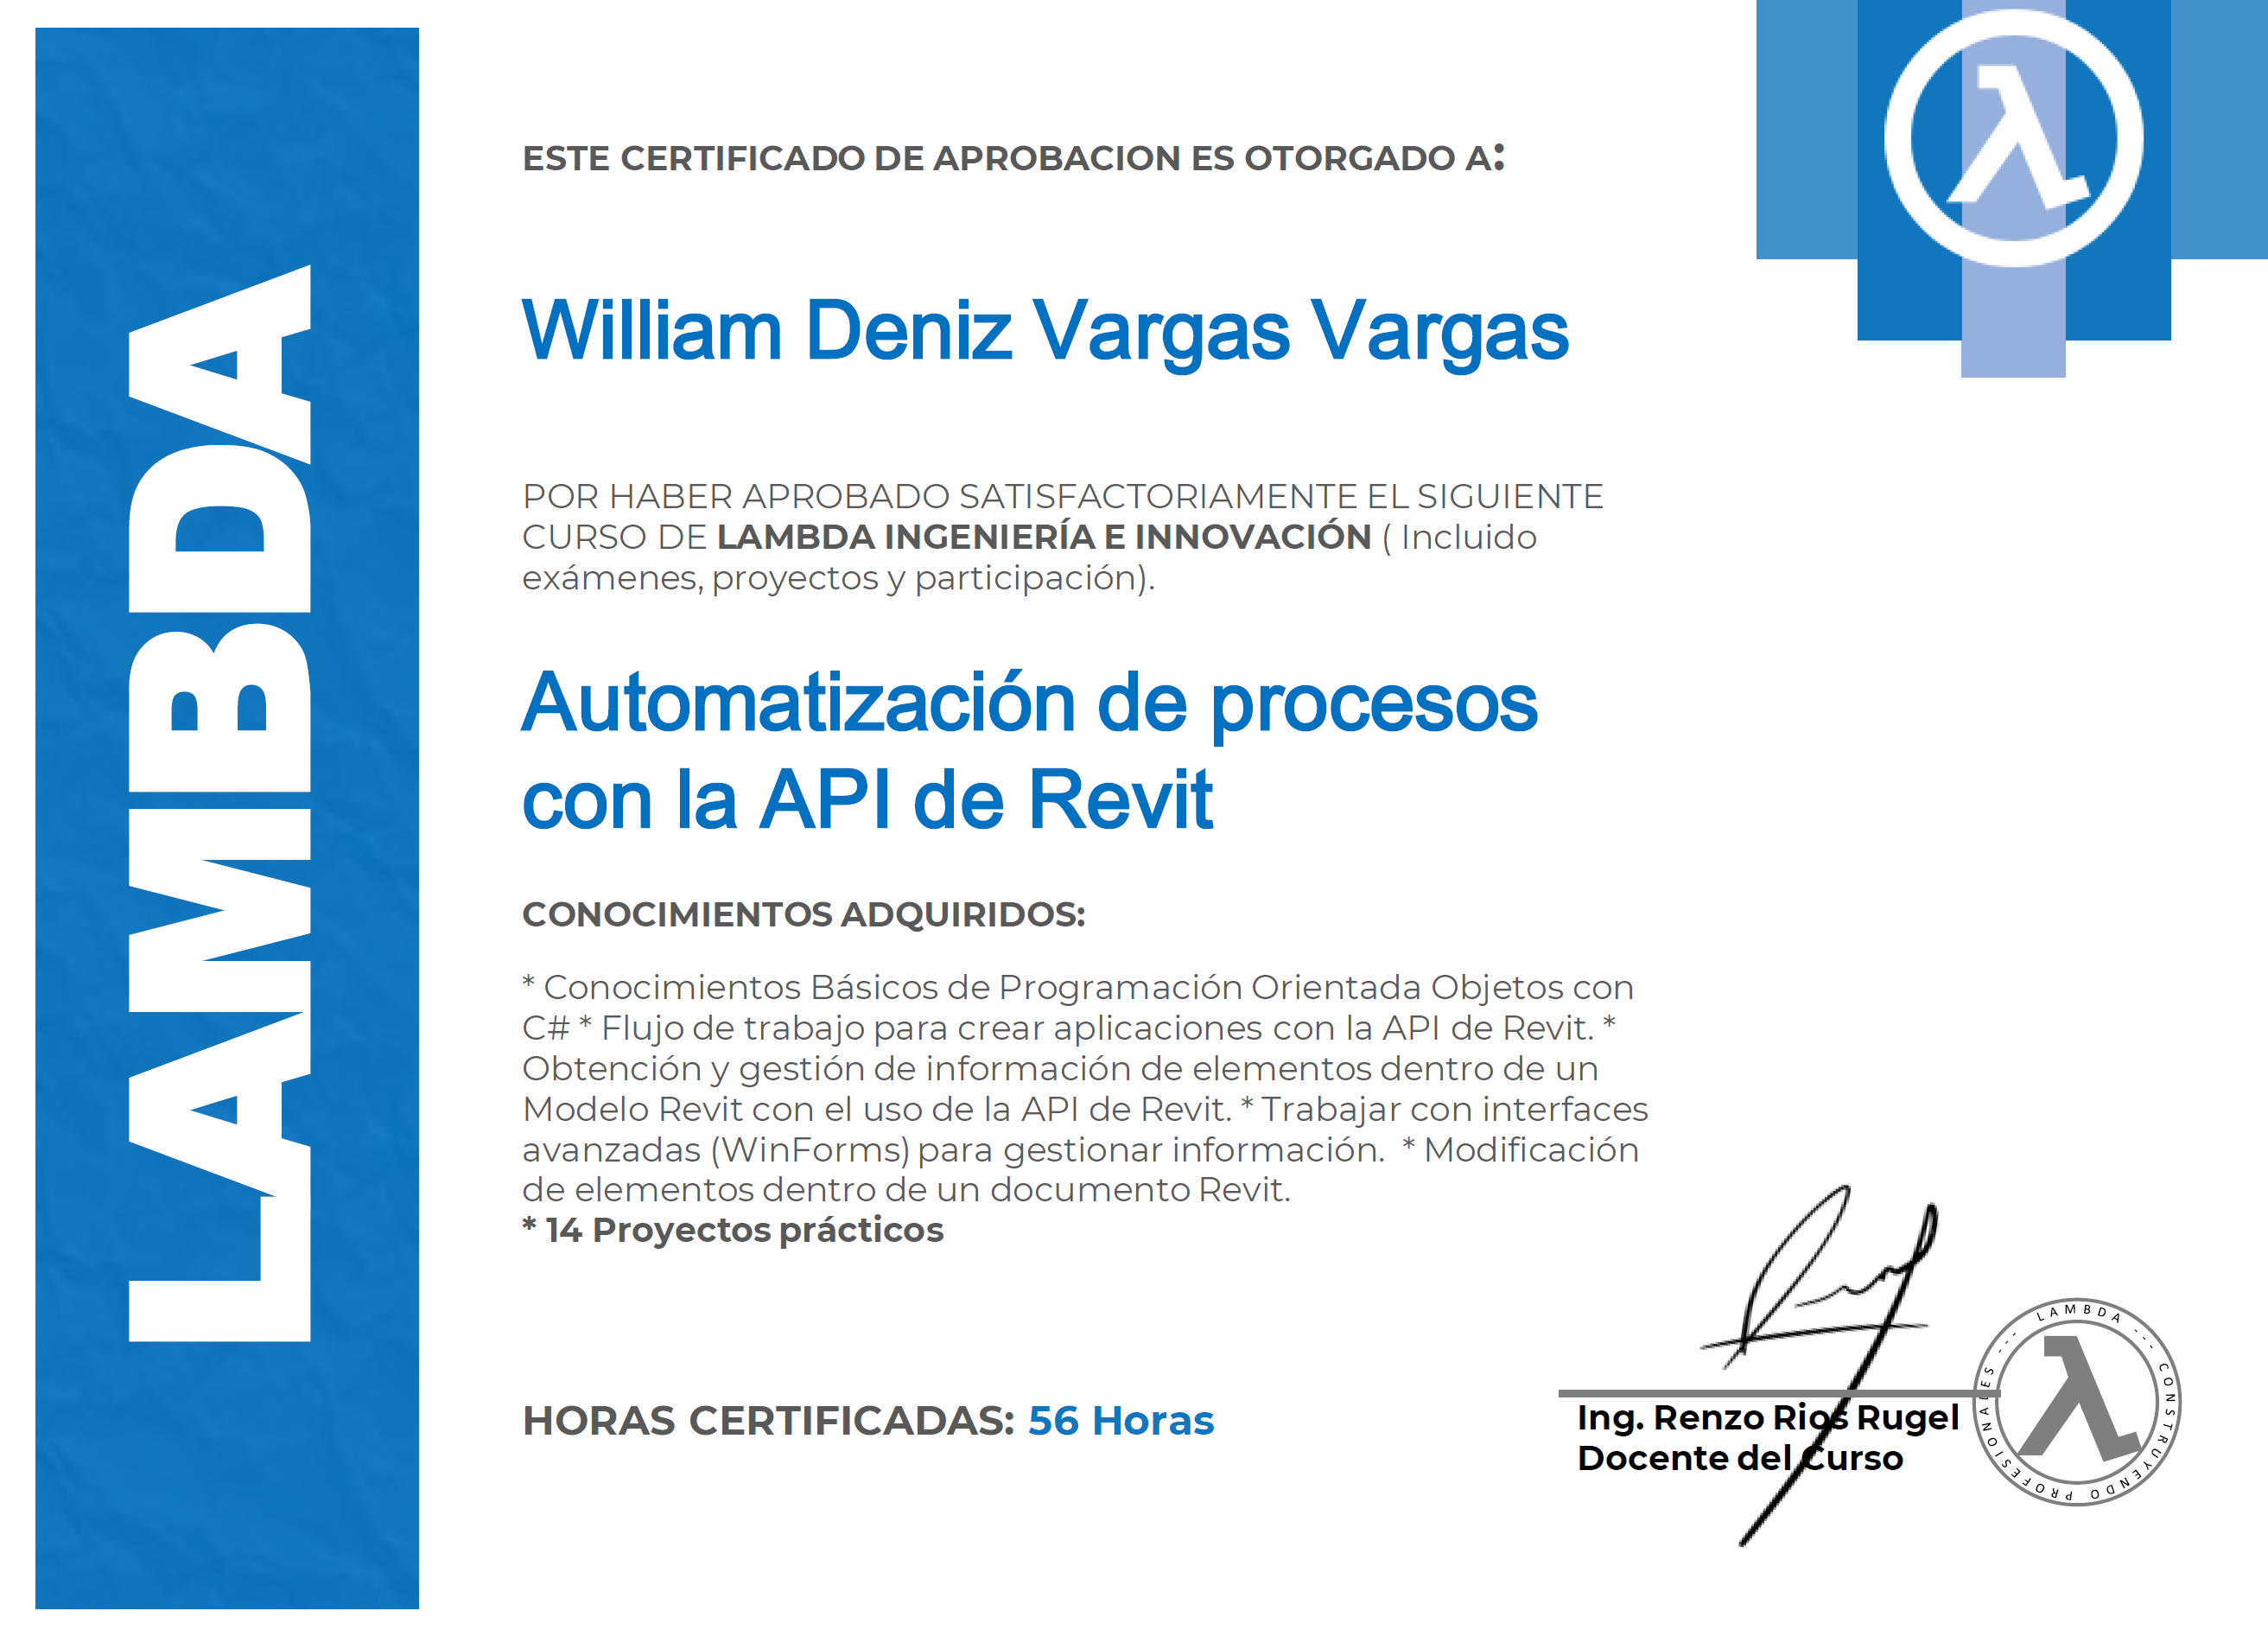 LAMBDA
ESTE CERTIFICADO DE APROBACION ES OTORGADO A:
William Deniz Vargas Vargas
POR HABER APROBADO SATISFACTORIAMENTE EL SIGUIENTE
CURSO DE LAMBDA INGENIERÍA E INNOVACIÓN ( Incluido
exámenes, proyectos y participación).
Automatización de procesos
con la API de Revit
CONOCIMIENTOS ADQUIRIDOS:
* Conocimientos Básicos de Programación Orientada Objetos con
C# * Flujo de trabajo para crear aplicaciones con la API de Revit. *
Obtención y gestión de información de elementos dentro de un
Modelo Revit con el uso de la API de Revit. * Trabajar con interfaces
avanzadas (WinForms) para gestionar información.  * Modificación
de elementos dentro de un documento Revit.
* 14 Proyectos prácticos
HORAS CERTIFICADAS: 56 Horas
Ing. Renzo Rios Rugel
Docente del Curso
--- LAMBDA --- CONSTRUYENDO PROFESIONALES